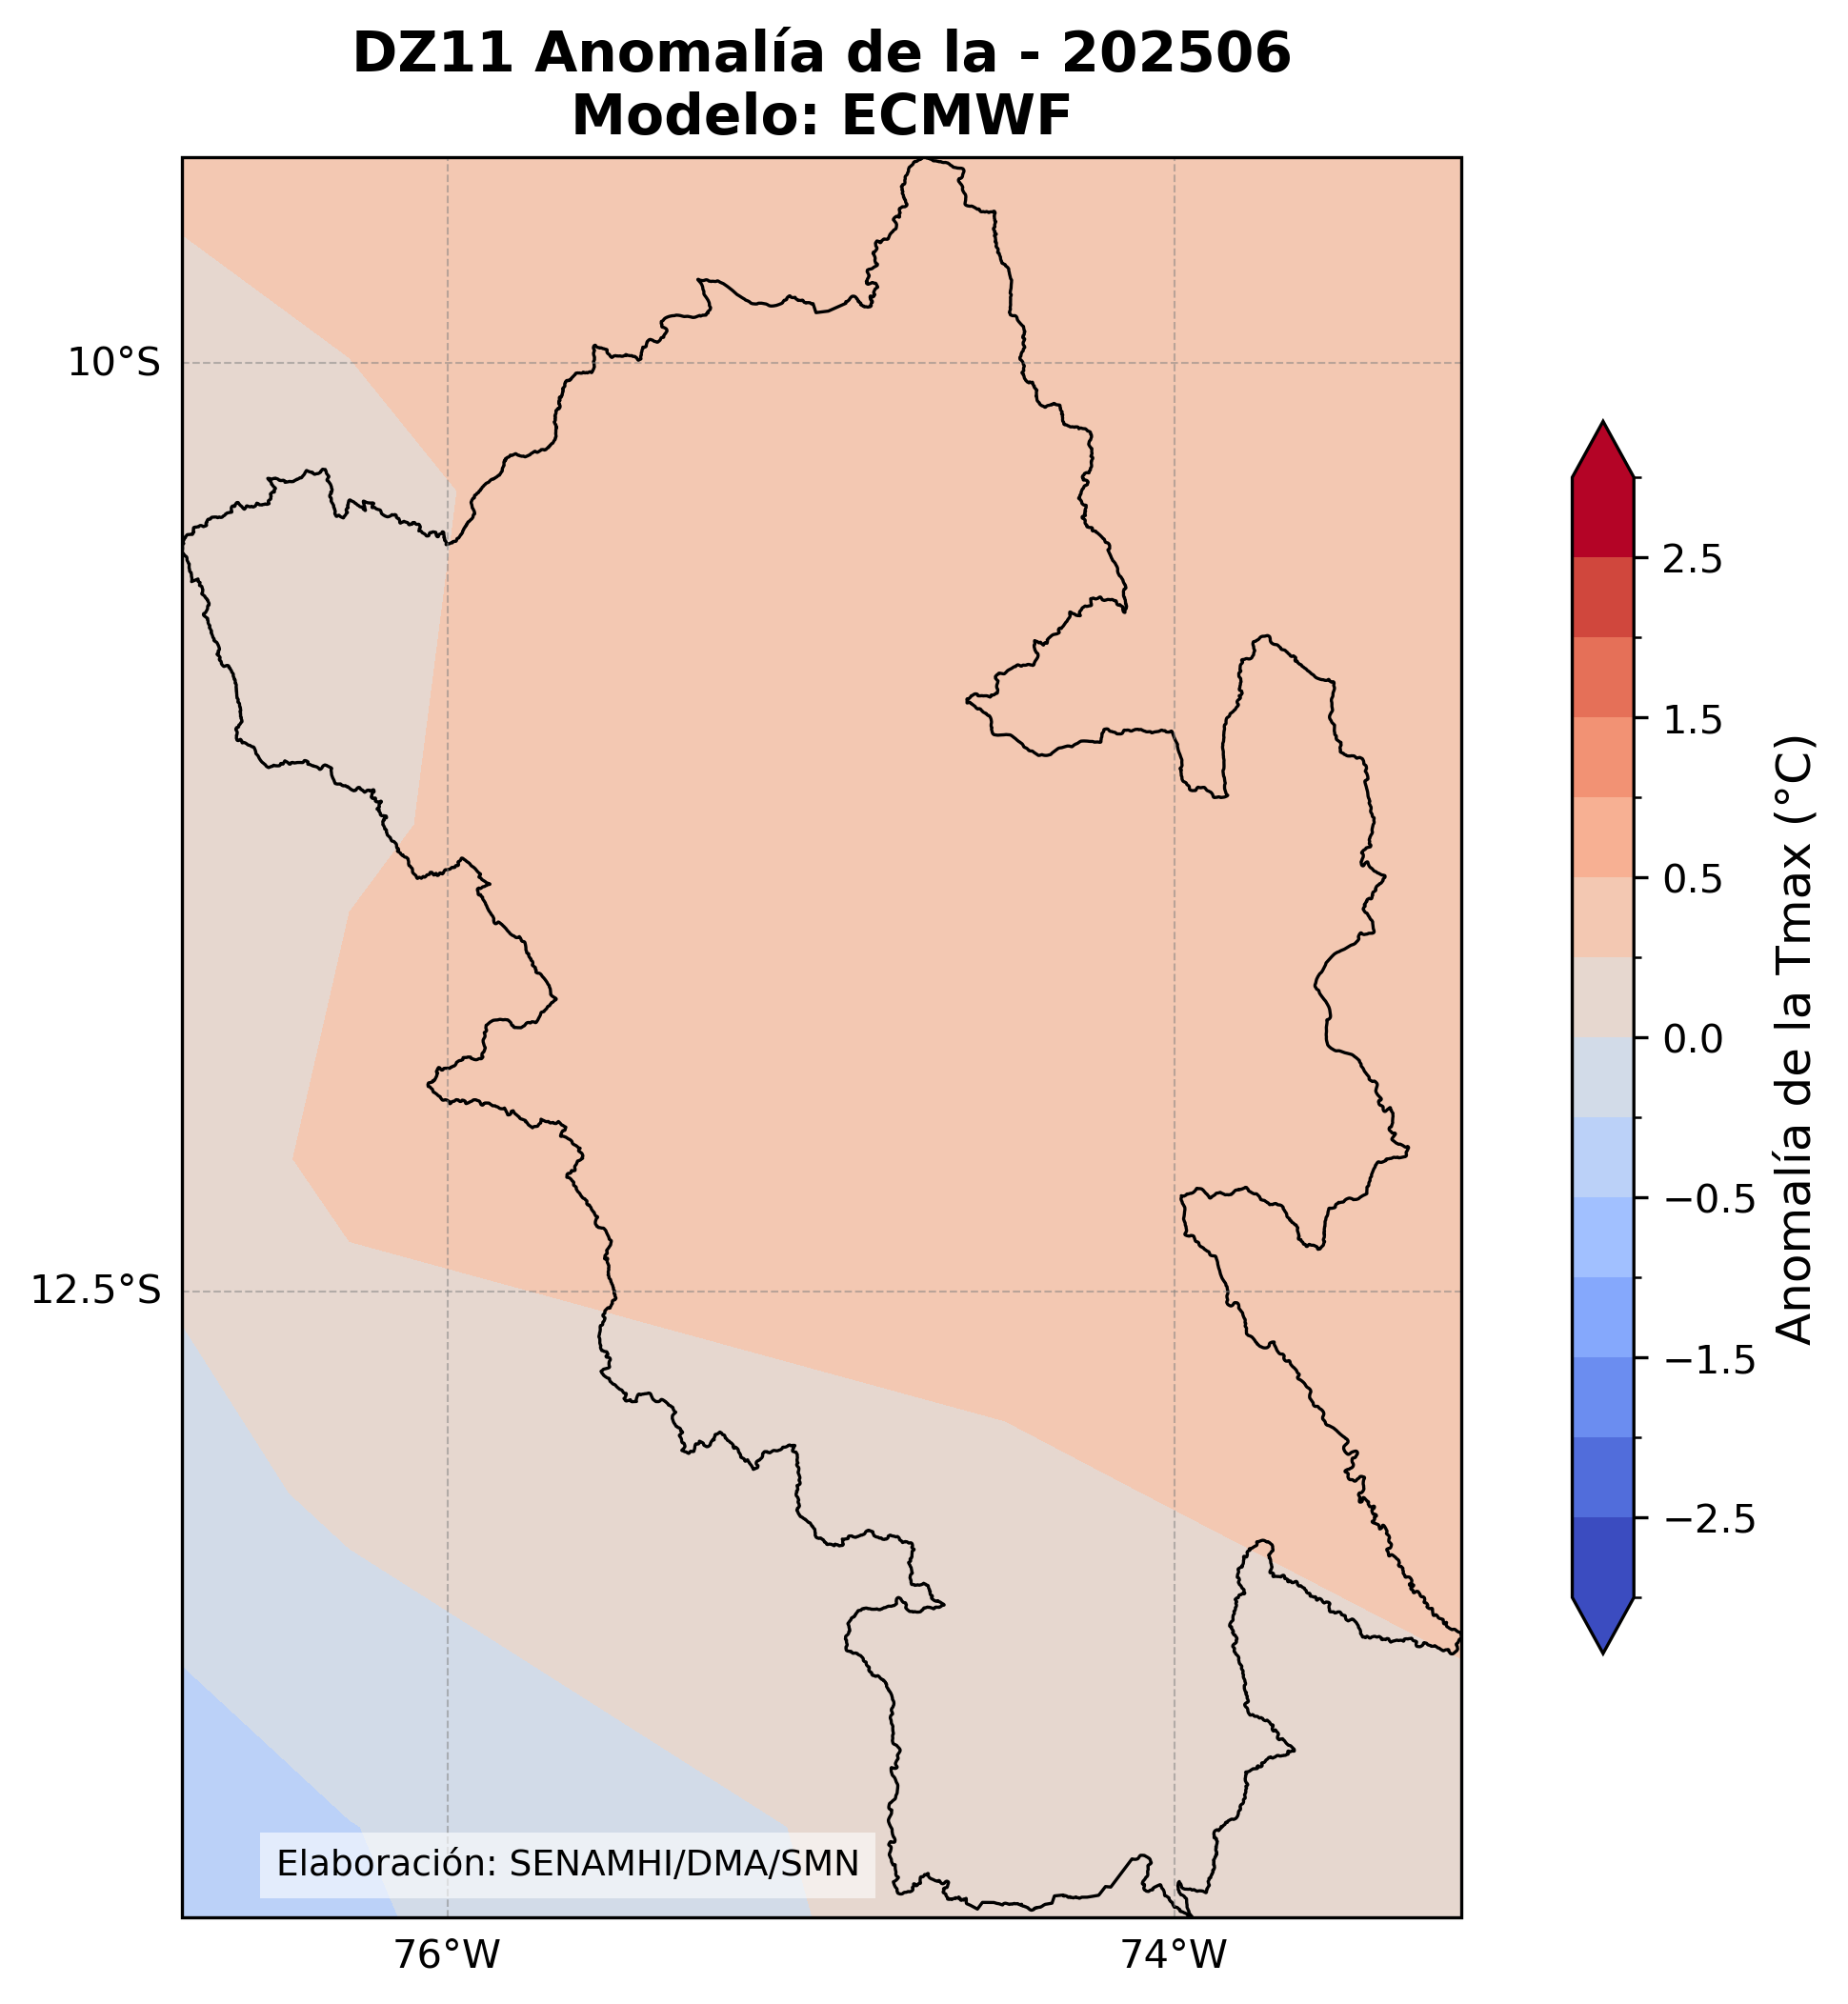 DZ11 Anomalía de la - 202506
Modelo: ECMWF
10°S
12.5°S
76°W
74°W
Elaboración: SENAMHI/DMA/SMN
2.5
1.5
0.5
0.0
−0.5
−1.5
−2.5
Anomalía de la Tmax (°C)